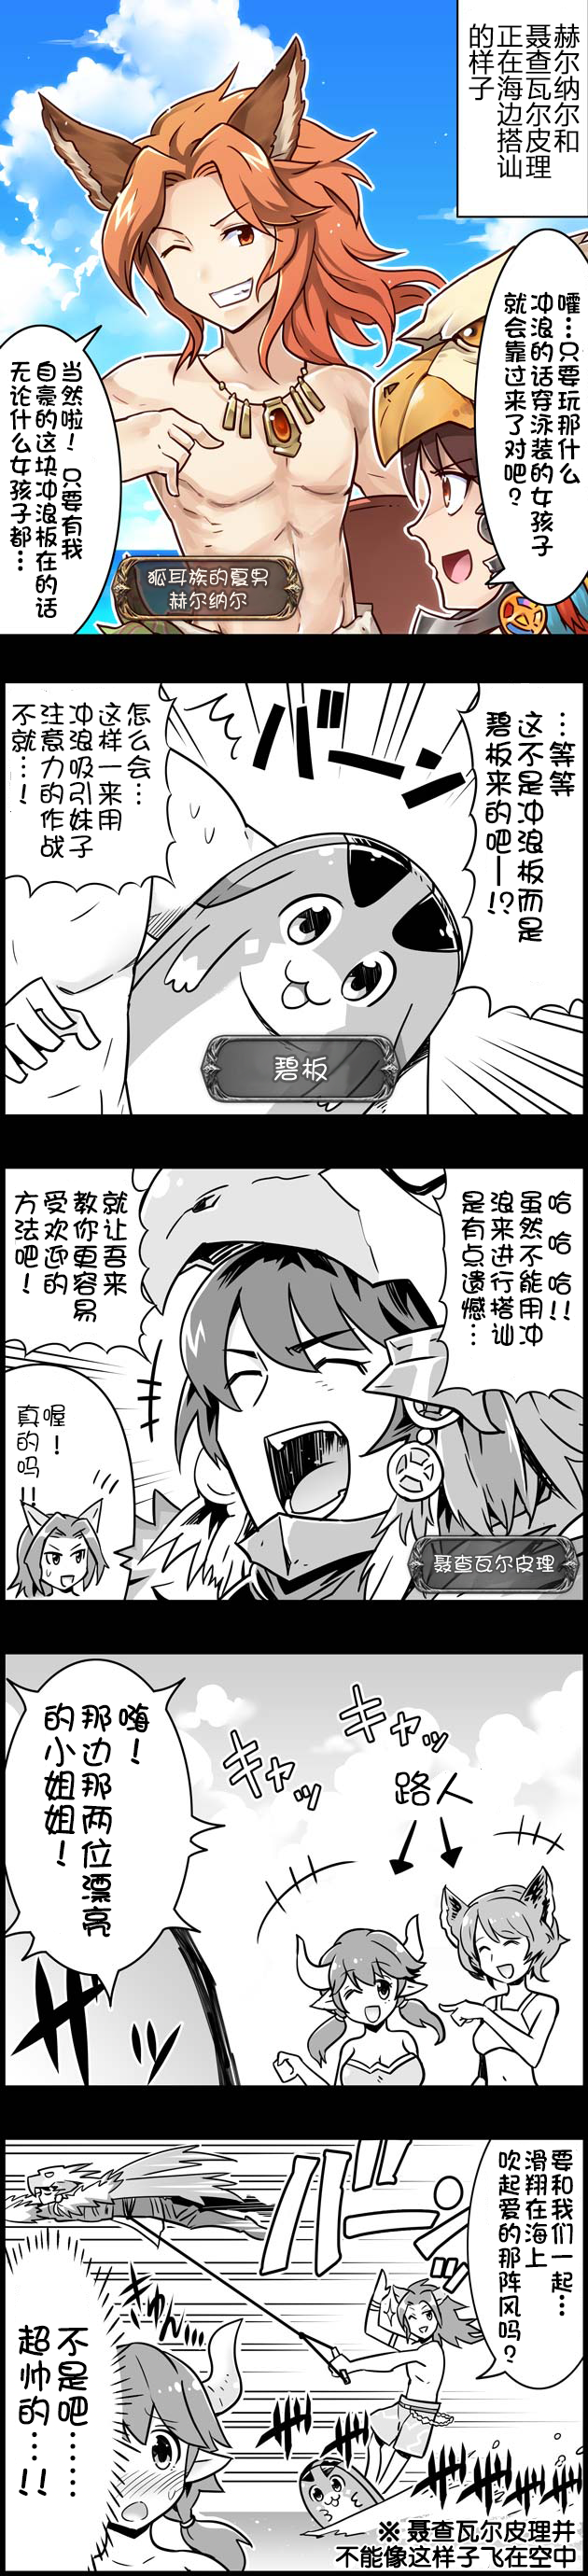 赫尔纳尔和
聂查瓦尔皮理
正在海边搭讪
的样子
嚯…只要玩那什么
冲浪的话穿泳装的女孩子
就会靠过来了对吧？
当然啦！只要有我
自豪的这块冲浪板在的话
无论什么女孩子都…
狐耳族的夏男
赫尔纳尔
…等等
这不是冲浪板而是
碧板来的吧—!?
バーン
怎么会…
这样一来用
冲浪吸引妹子
注意力的作战
不就…！
碧板
哈哈哈!!
虽然不能用冲
浪来进行搭讪
是有点遗憾…
就让吾来
教你更容易
受欢迎的
方法吧！
喔！
真的吗!!
聂查瓦尔皮理
嗨！
那边那两位漂亮
的小姐姐！
キャッ
キャッ
路人
ザッ
要和我们一起…
滑翔在海上
吹起爱的那阵风吗？
バーン!!
きゅん…
不是吧……
超帅的…!!
※ 聂查瓦尔皮理并
不能像这样子飞在空中